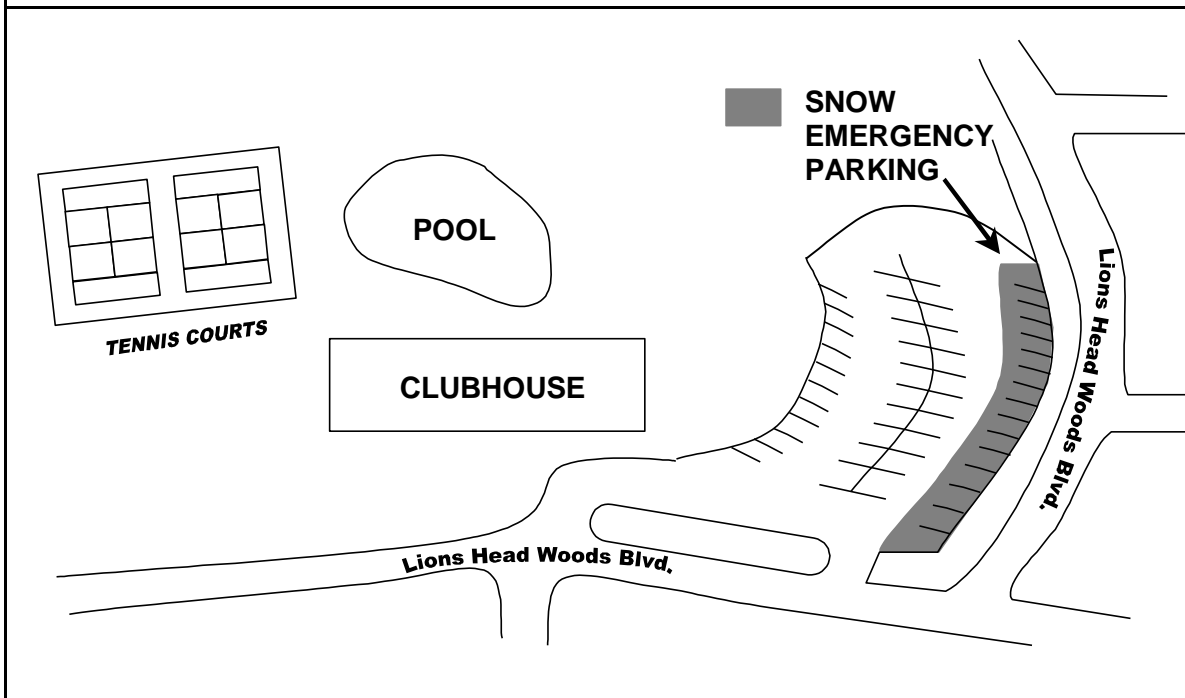 SNOW
EMERGENCY
PARKING
POOL
TENNIS COURTS
CLUBHOUSE
Lions Head Woods Blvd.
Lions Head Woods Blvd.